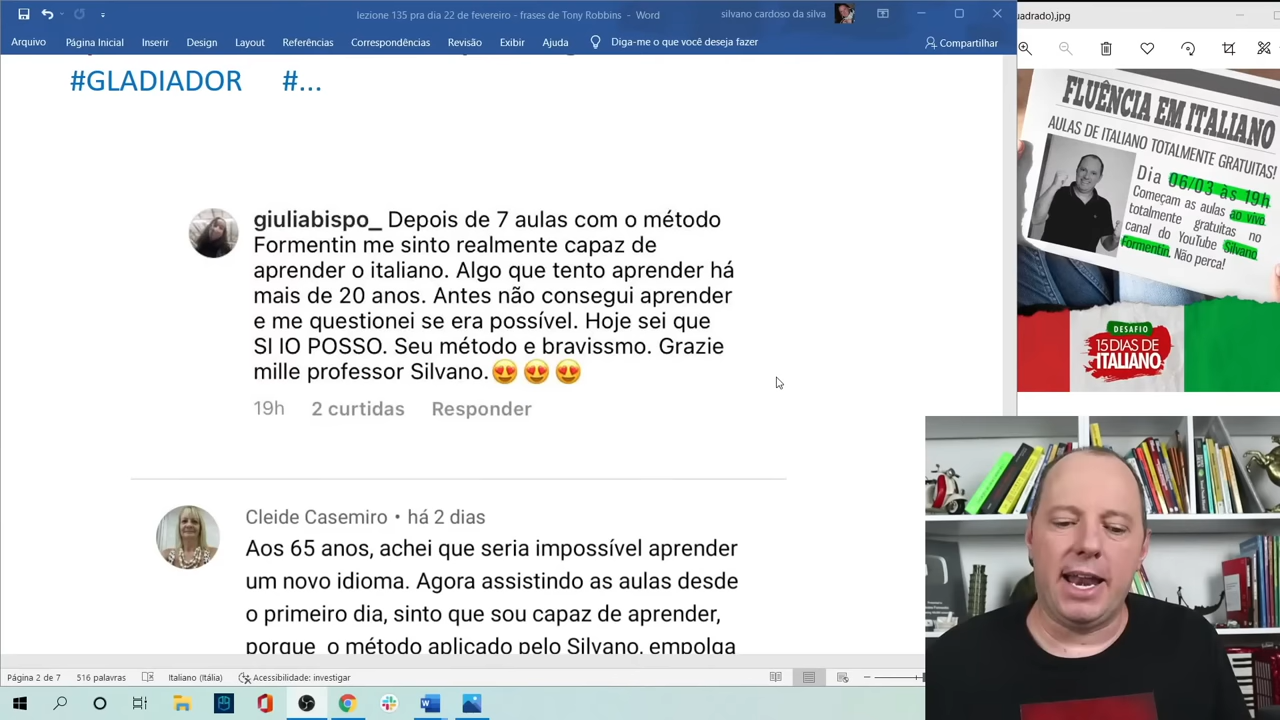 lezione 135 pra dia 22 de fevereiro - frases de Tony Robbins - Word
silvano cardoso da silva
Arquivo Página Inicial Inserir Design Layout Referências Correspondências Revisão Exibir Ajuda Diga-me o que você deseja fazer Compartilhar
#GLADIADOR #...
giuliabispo_ Depois de 7 aulas com o método
Formentin me sinto realmente capaz de
aprender o italiano. Algo que tento aprender há
mais de 20 anos. Antes não consegui aprender
e me questionei se era possível. Hoje sei que
SI IO POSSO. Seu método e bravissmo. Grazie
mille professor Silvano.😍😍😍
19h 2 curtidas Responder
Cleide Casemiro • há 2 dias
Aos 65 anos, achei que seria impossível aprender
um novo idioma. Agora assistindo as aulas desde
o primeiro dia, sinto que sou capaz de aprender,
porque o método aplicado pelo Silvano, empolga
Página 2 de 7 516 palavras Italiano (Itália) Acessibilidade: investigar
uadrado).jpg
FLUÊNCIA EM ITALIANO
AULAS DE ITALIANO TOTALMENTE GRATUITAS!
Dia 06/03 às 19h
Começam as aulas ao vivo
totalmente gratuitas no
canal do YouTube Silvano
Formentin. Não perca!
DESAFIO
15 DIAS DE
ITALIANO